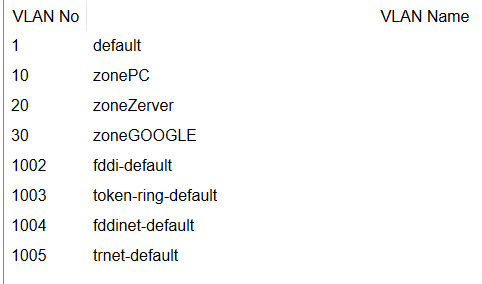 VLAN No VLAN Name
1 default
10 zonePC
20 zoneZerver
30 zoneGOOGLE
1002 fddi-default
1003 token-ring-default
1004 fddinet-default
1005 trnet-default